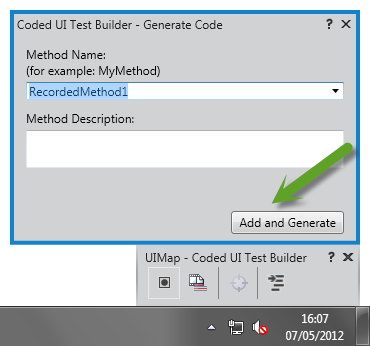 Coded UI Test Builder - Generate Code ? ×
Method Name:
(for example: MyMethod)
RecordedMethod1
Method Description:
Add and Generate
UIMap - Coded UI Test Builder ? ×
16:07
07/05/2012